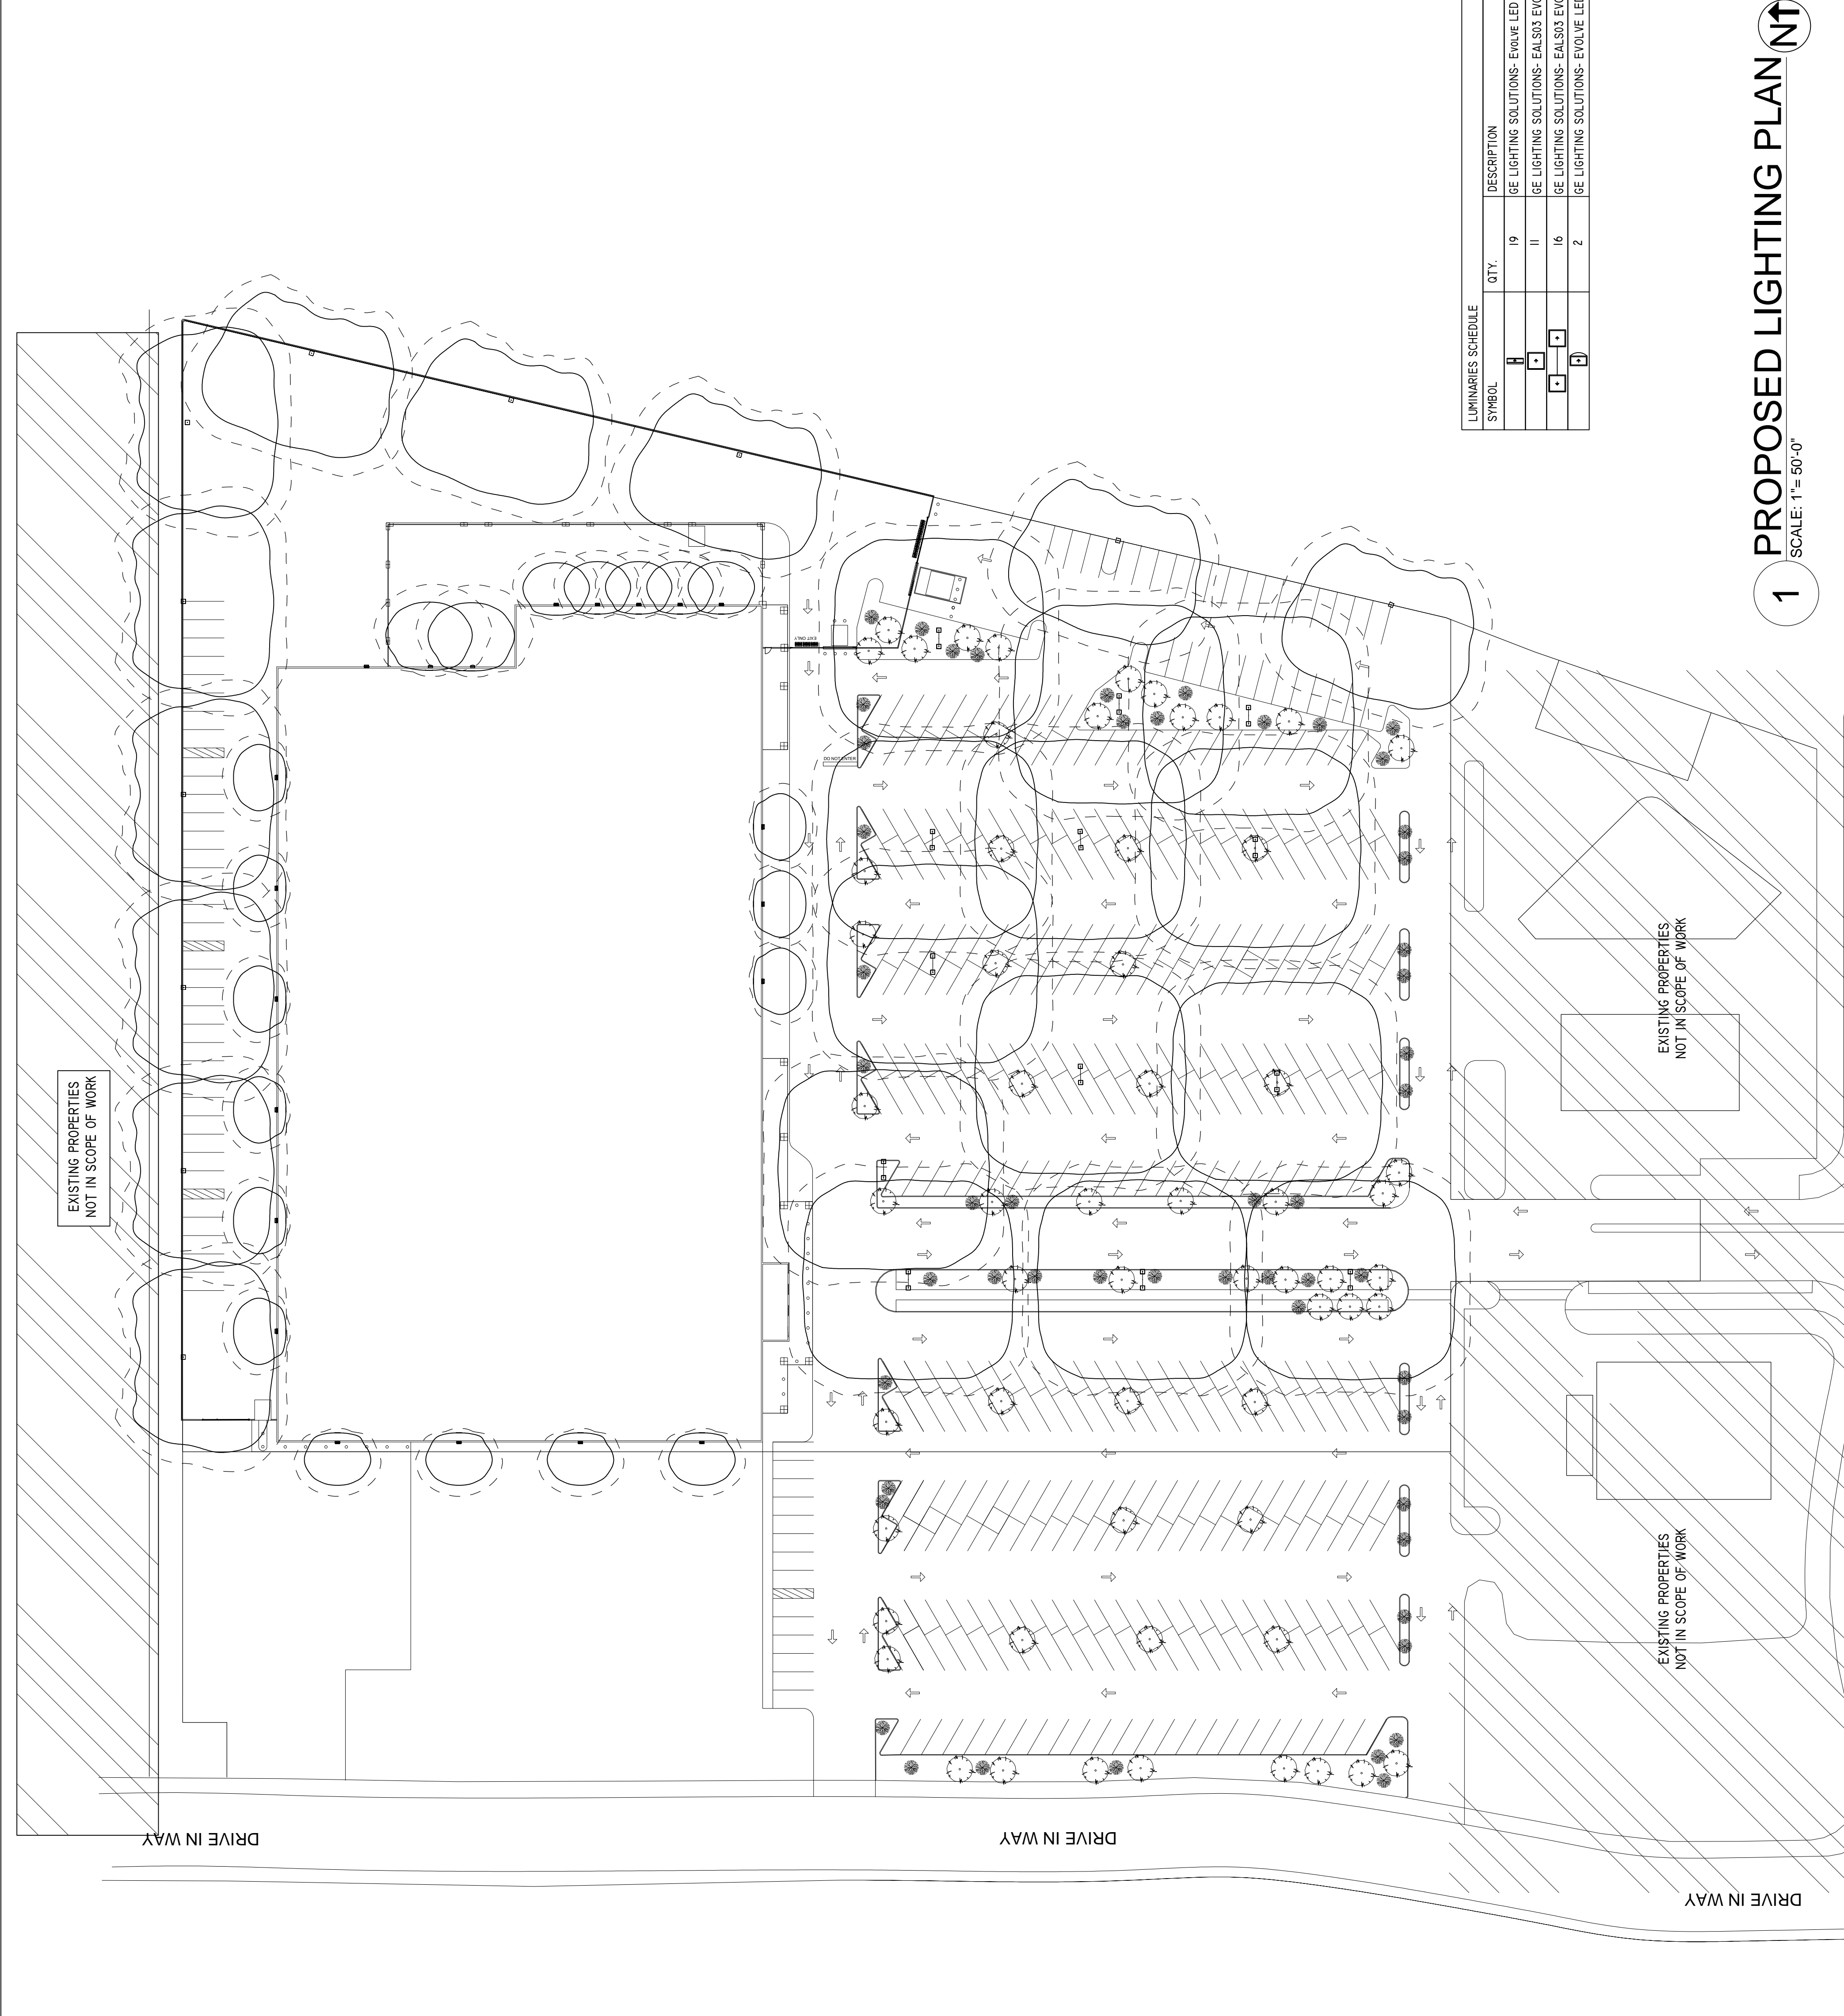 EXISTING PROPERTIES
NOT IN SCOPE OF WORK
EXIT ONLY
DO NOT ENTER
EXISTING PROPERTIES
NOT IN SCOPE OF WORK
EXISTING PROPERTIES
NOT IN SCOPE OF WORK
DRIVE IN WAY
DRIVE IN WAY
DRIVE IN WAY
LUMINARIES SCHEDULE
SYMBOL QTY. DESCRIPTION
19 GE LIGHTING SOLUTIONS- EVOLVE LED
11 GE LIGHTING SOLUTIONS- EALS03 EVO
16 GE LIGHTING SOLUTIONS- EALS03 EVO
2 GE LIGHTING SOLUTIONS- EVOLVE LED
1 PROPOSED LIGHTING PLAN N
SCALE: 1"= 50'-0"